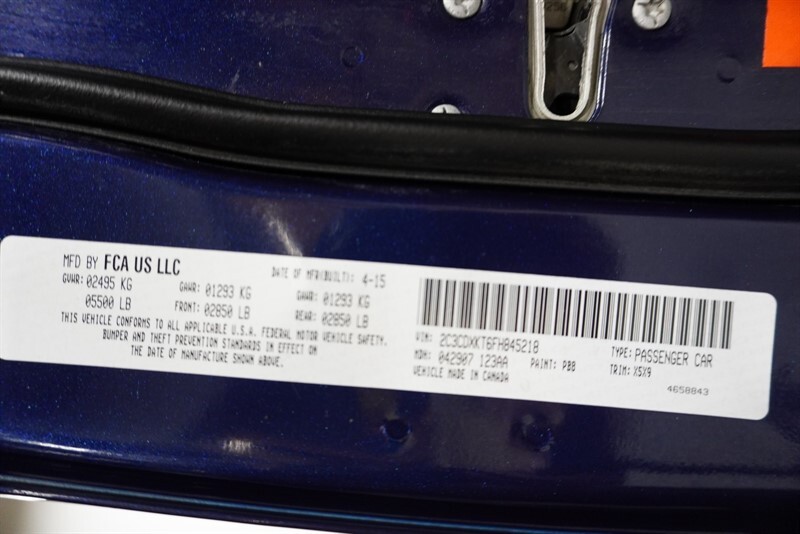 MFD BY FCA US LLC
DATE OF MFR(BUILT): 4-15
GVWR: 02495 KG GAWR: 01293 KG GAWR: 01293 KG
05500 LB FRONT: 02850 LB REAR: 02850 LB
THIS VEHICLE CONFORMS TO ALL APPLICABLE U.S.A. FEDERAL MOTOR VEHICLE SAFETY.
BUMPER AND THEFT PREVENTION STANDARDS IN EFFECT ON
THE DATE OF MANUFACTURE SHOWN ABOVE.
VIN: 2C3CDXKT6FH845218 TYPE: PASSENGER CAR
MDH: 042907 123AA PAINT: PBB TRIM: X5X9
VEHICLE MADE IN CANADA
4658843